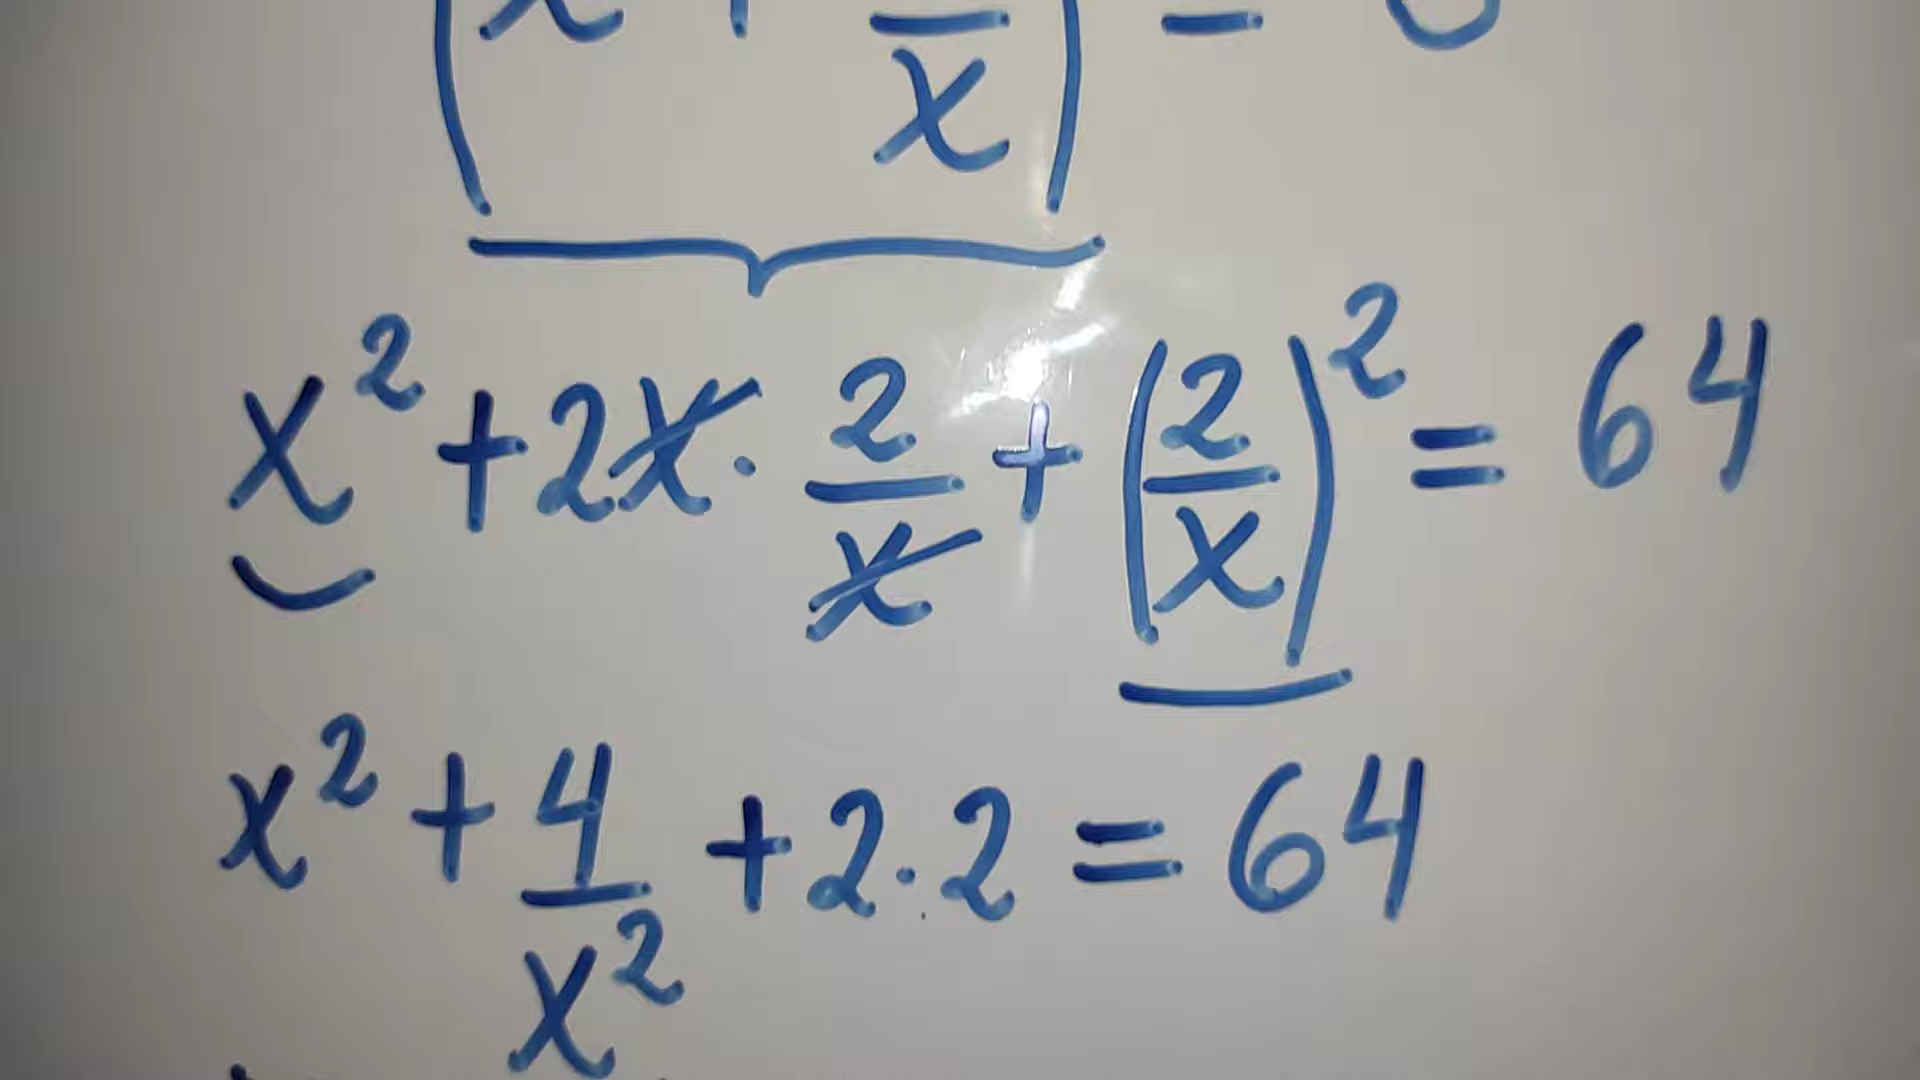 (x + — / x) = 
x² + 2x · 2/x + (2/x)² = 64
x² + 4/x² + 2·2 = 64